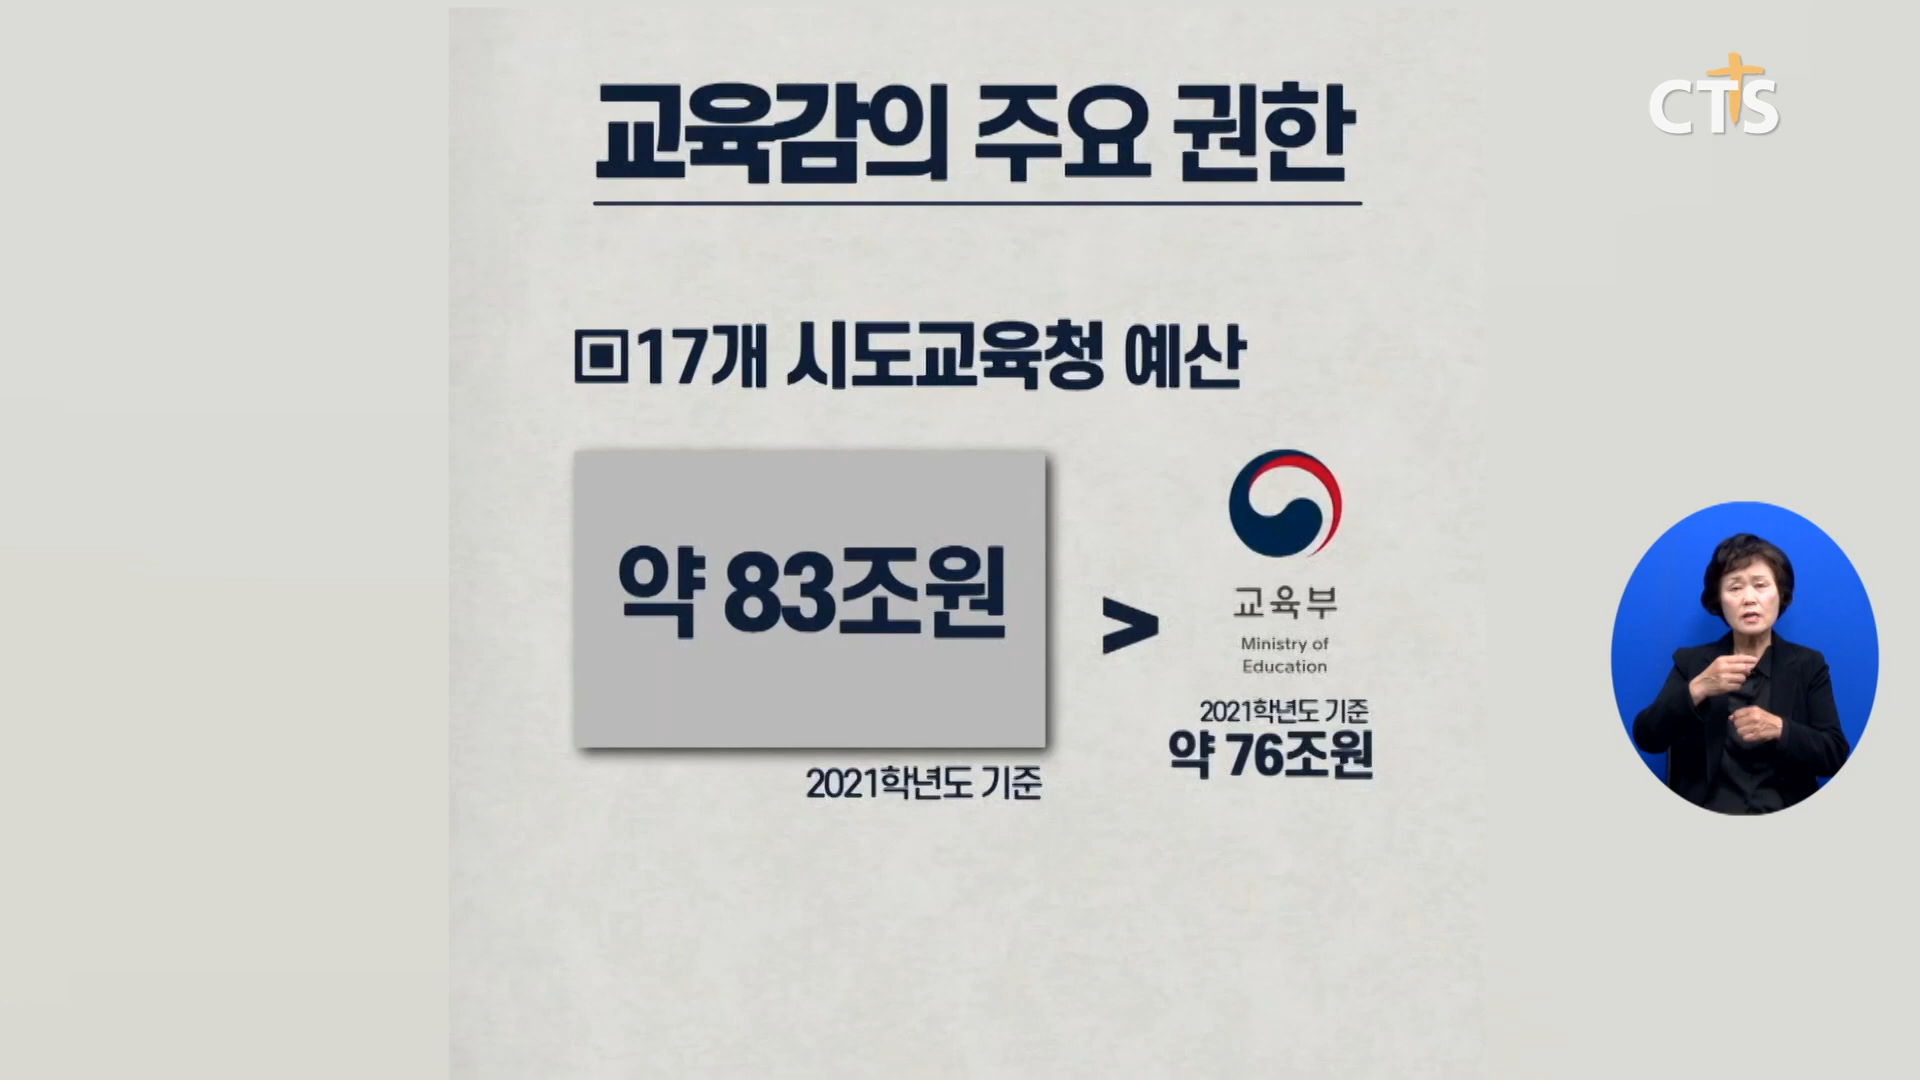 교육감의 주요 권한
CTS
▣17개 시도교육청 예산
약 83조원
2021학년도 기준
>
교육부
Ministry of
Education
2021학년도 기준
약 76조원